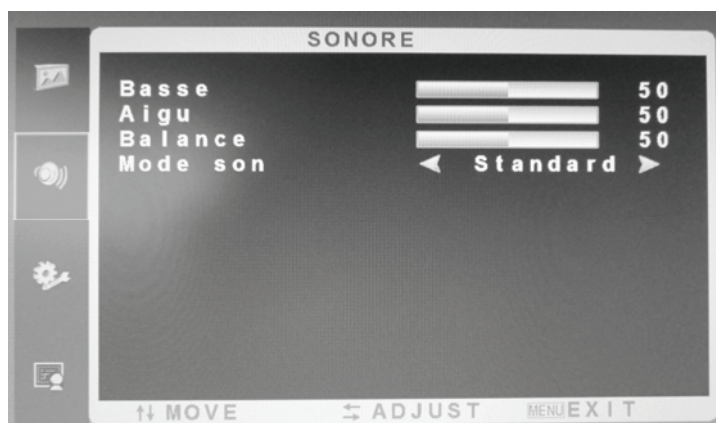 SONORE
Basse 50
Aigu 50
Balance 50
Mode son Standard
MOVE ADJUST MENU EXIT